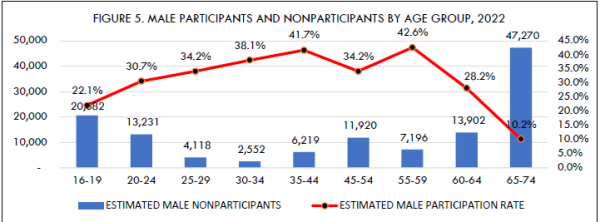 FIGURE 5. MALE PARTICIPANTS AND NONPARTICIPANTS BY AGE GROUP, 2022
50,000 41.7% 42.6% 47,270 45.0%
40,000 30.7% 34.2% 38.1% 34.2% 40.0%
35.0%
30,000 22.1% 28.2% 30.0%
25.0%
20,000 20,682 20.0%
13,231 11,920 13,902 10.2% 15.0%
10,000 4,118 2,552 6,219 7,196 10.0%
5.0%
- 0.0%
16-19 20-24 25-29 30-34 35-44 45-54 55-59 60-64 65-74
ESTIMATED MALE NONPARTICIPANTS ESTIMATED MALE PARTICIPATION RATE